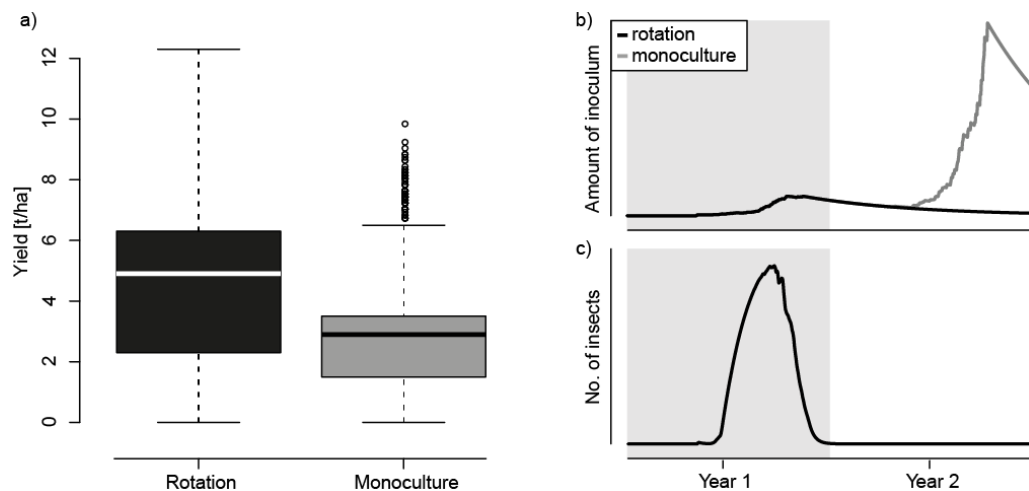 a)
Yield [t/ha]
12
10
8
6
4
2
0
Rotation
Monoculture
b)
rotation
monoculture
Amount of inoculum
c)
No. of insects
Year 1
Year 2